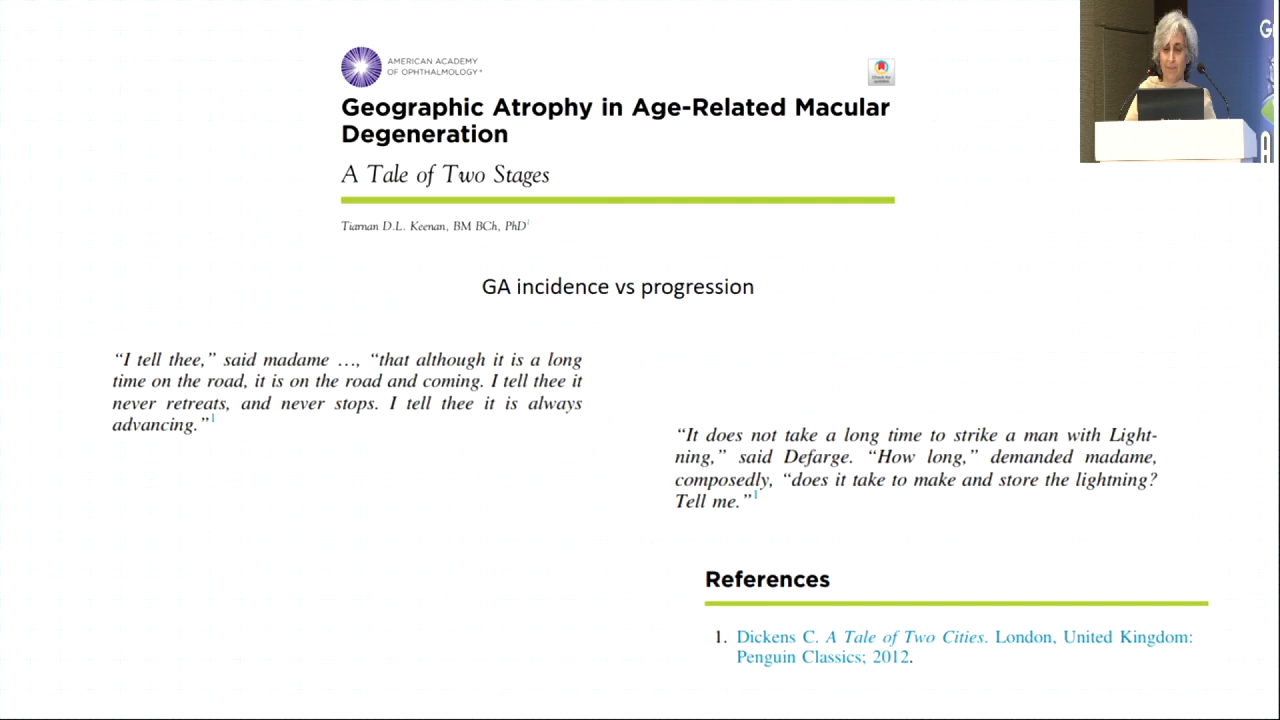 AMERICAN ACADEMY
OF OPHTHALMOLOGY®
Check for
updates
Geographic Atrophy in Age-Related Macular
Degeneration
A Tale of Two Stages
Tiarnan D.L. Keenan, BM BCh, PhD¹
GA incidence vs progression
“I tell thee,” said madame …, “that although it is a long
time on the road, it is on the road and coming. I tell thee it
never retreats, and never stops. I tell thee it is always
advancing.”¹
“It does not take a long time to strike a man with Light-
ning,” said Defarge. “How long,” demanded madame,
composedly, “does it take to make and store the lightning?
Tell me.”¹
References
1. Dickens C. A Tale of Two Cities. London, United Kingdom:
Penguin Classics; 2012.